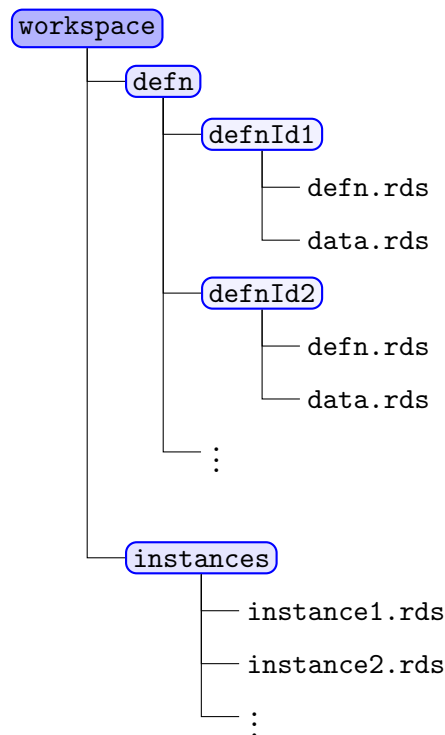 workspace
defn
defnId1
defn.rds
data.rds
defnId2
defn.rds
data.rds
⋮
instances
instance1.rds
instance2.rds
⋮